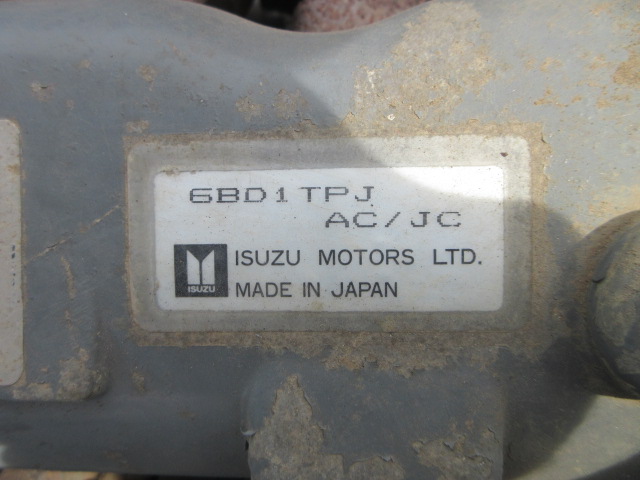 6BD1TPJ
AC/JC
ISUZU MOTORS LTD.
ISUZU
MADE IN JAPAN